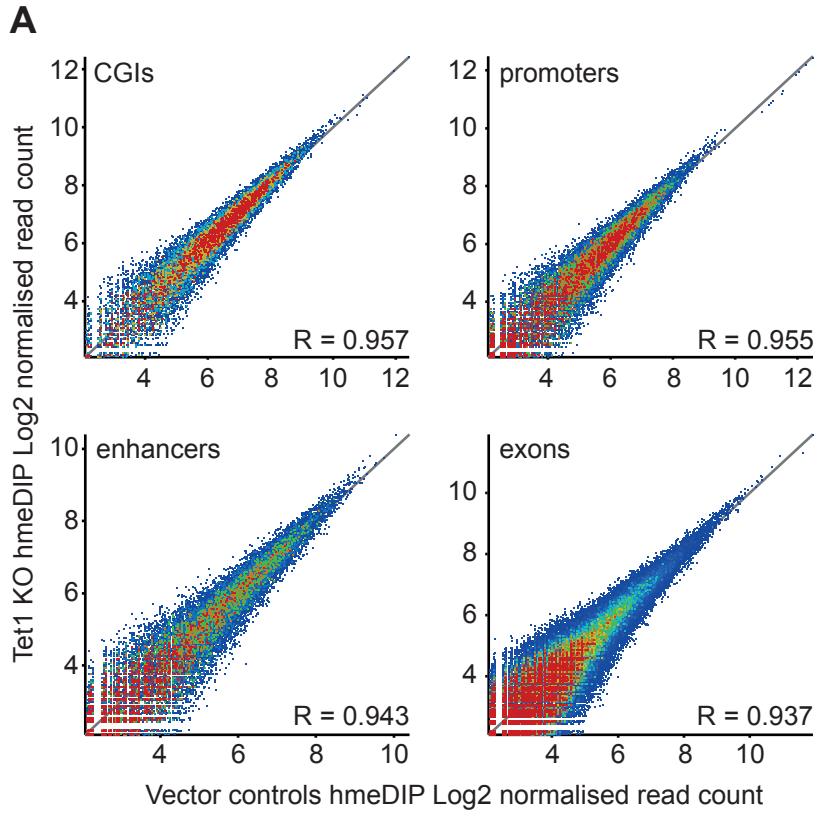 A
CGIs
12
10
8
6
4
R = 0.957
4 6 8 10 12
promoters
12
10
8
6
4
R = 0.955
4 6 8 10 12
enhancers
10
8
6
4
R = 0.943
4 6 8 10
exons
10
8
6
4
R = 0.937
4 6 8 10
Tet1 KO hmeDIP Log2 normalised read count
Vector controls hmeDIP Log2 normalised read count